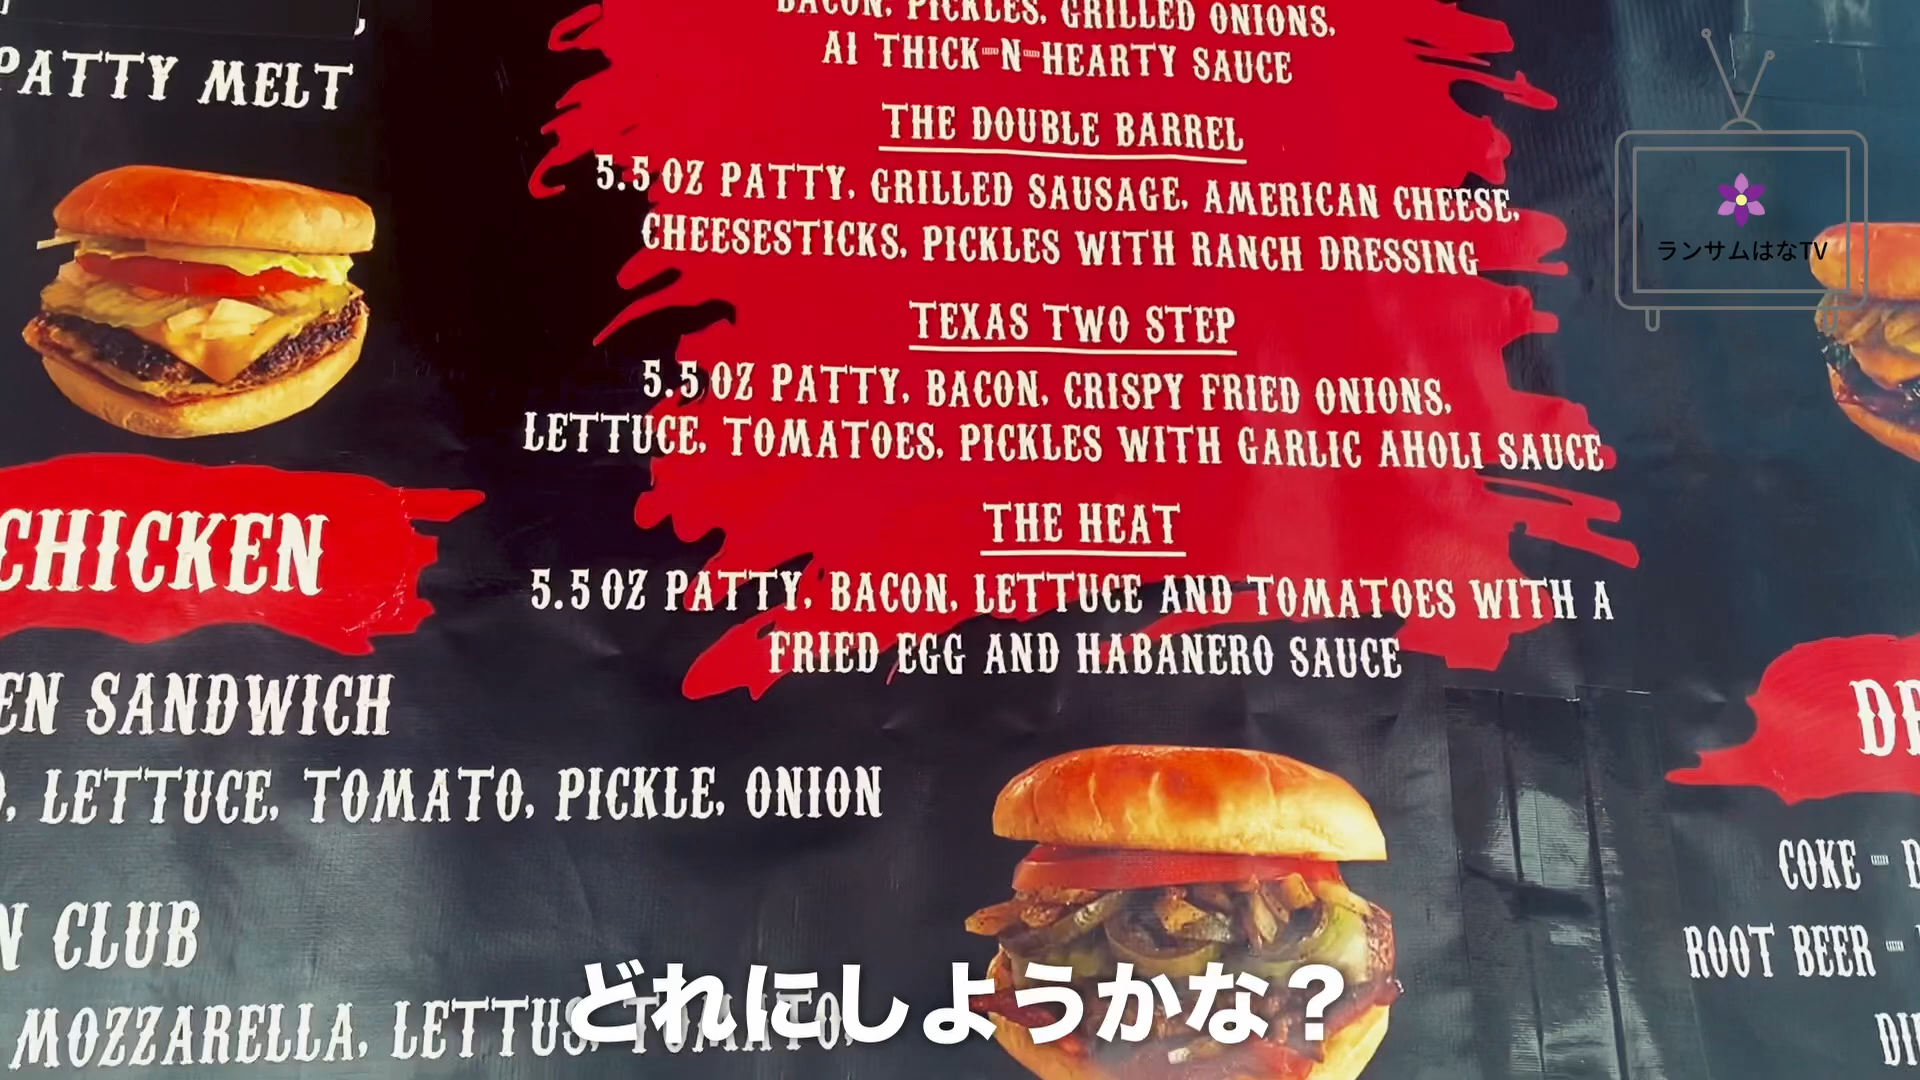 PATTY MELT
CHICKEN
SANDWICH
LETTUCE, TOMATO, PICKLE, ONION
CLUB
MOZZARELLA, LETTUS, TOMATO,
BACON, PICKLES, GRILLED ONIONS,
A1 THICK-N-HEARTY SAUCE
THE DOUBLE BARREL
5.5 OZ PATTY, GRILLED SAUSAGE, AMERICAN CHEESE,
CHEESESTICKS, PICKLES WITH RANCH DRESSING
TEXAS TWO STEP
5.5 OZ PATTY, BACON, CRISPY FRIED ONIONS,
LETTUCE, TOMATOES, PICKLES WITH GARLIC AHOLI SAUCE
THE HEAT
5.5 OZ PATTY, BACON, LETTUCE AND TOMATOES WITH A
FRIED EGG AND HABANERO SAUCE
COKE -
ROOT BEER -
ランサムはなTV
どれにしようかな？